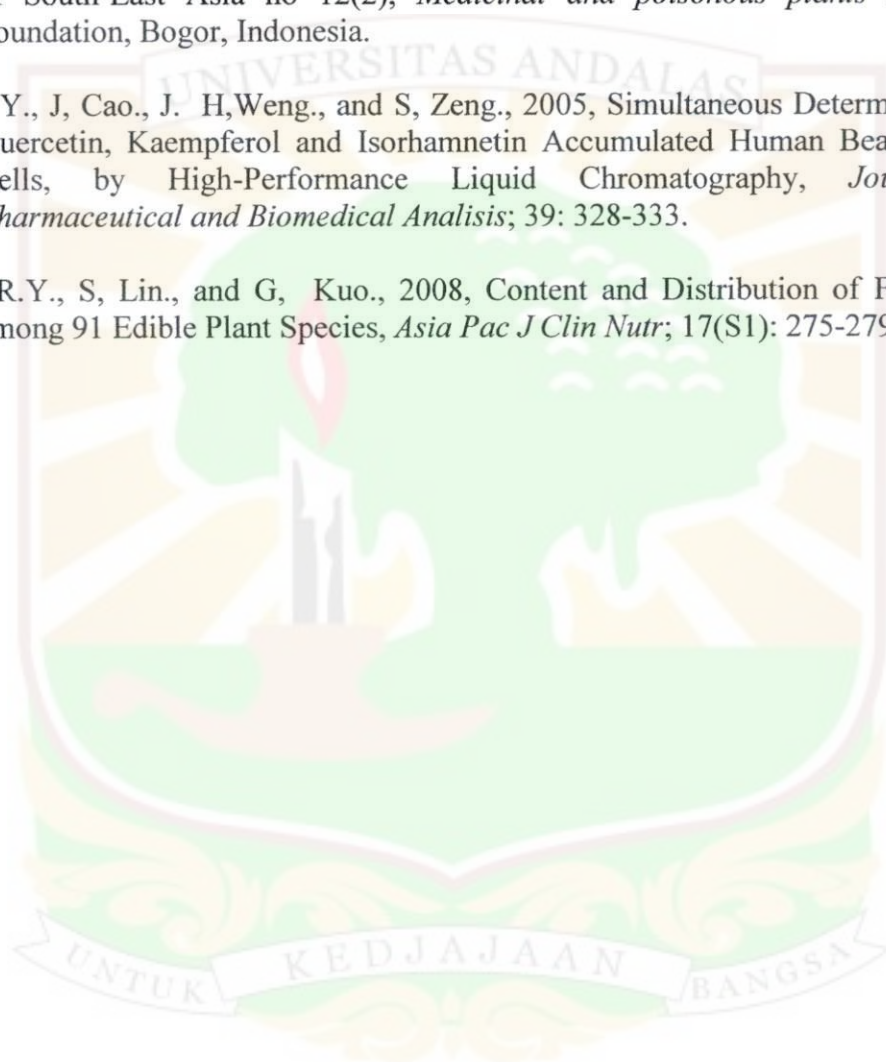 South-East Asia no 12(2), Medicinal and poisonous plants
oundation, Bogor, Indonesia.
UNIVERSITAS ANDALAS
Y., J, Cao., J. H,Weng., and S, Zeng., 2005, Simultaneous Determ
uercetin, Kaempferol and Isorhamnetin Accumulated Human Bea
ells, by High-Performance Liquid Chromatography, Jou
harmaceutical and Biomedical Analisis; 39: 328-333.
R.Y., S, Lin., and G, Kuo., 2008, Content and Distribution of F
mong 91 Edible Plant Species, Asia Pac J Clin Nutr; 17(S1): 275-279
UNTUK KEDJAJAAN BANGSA